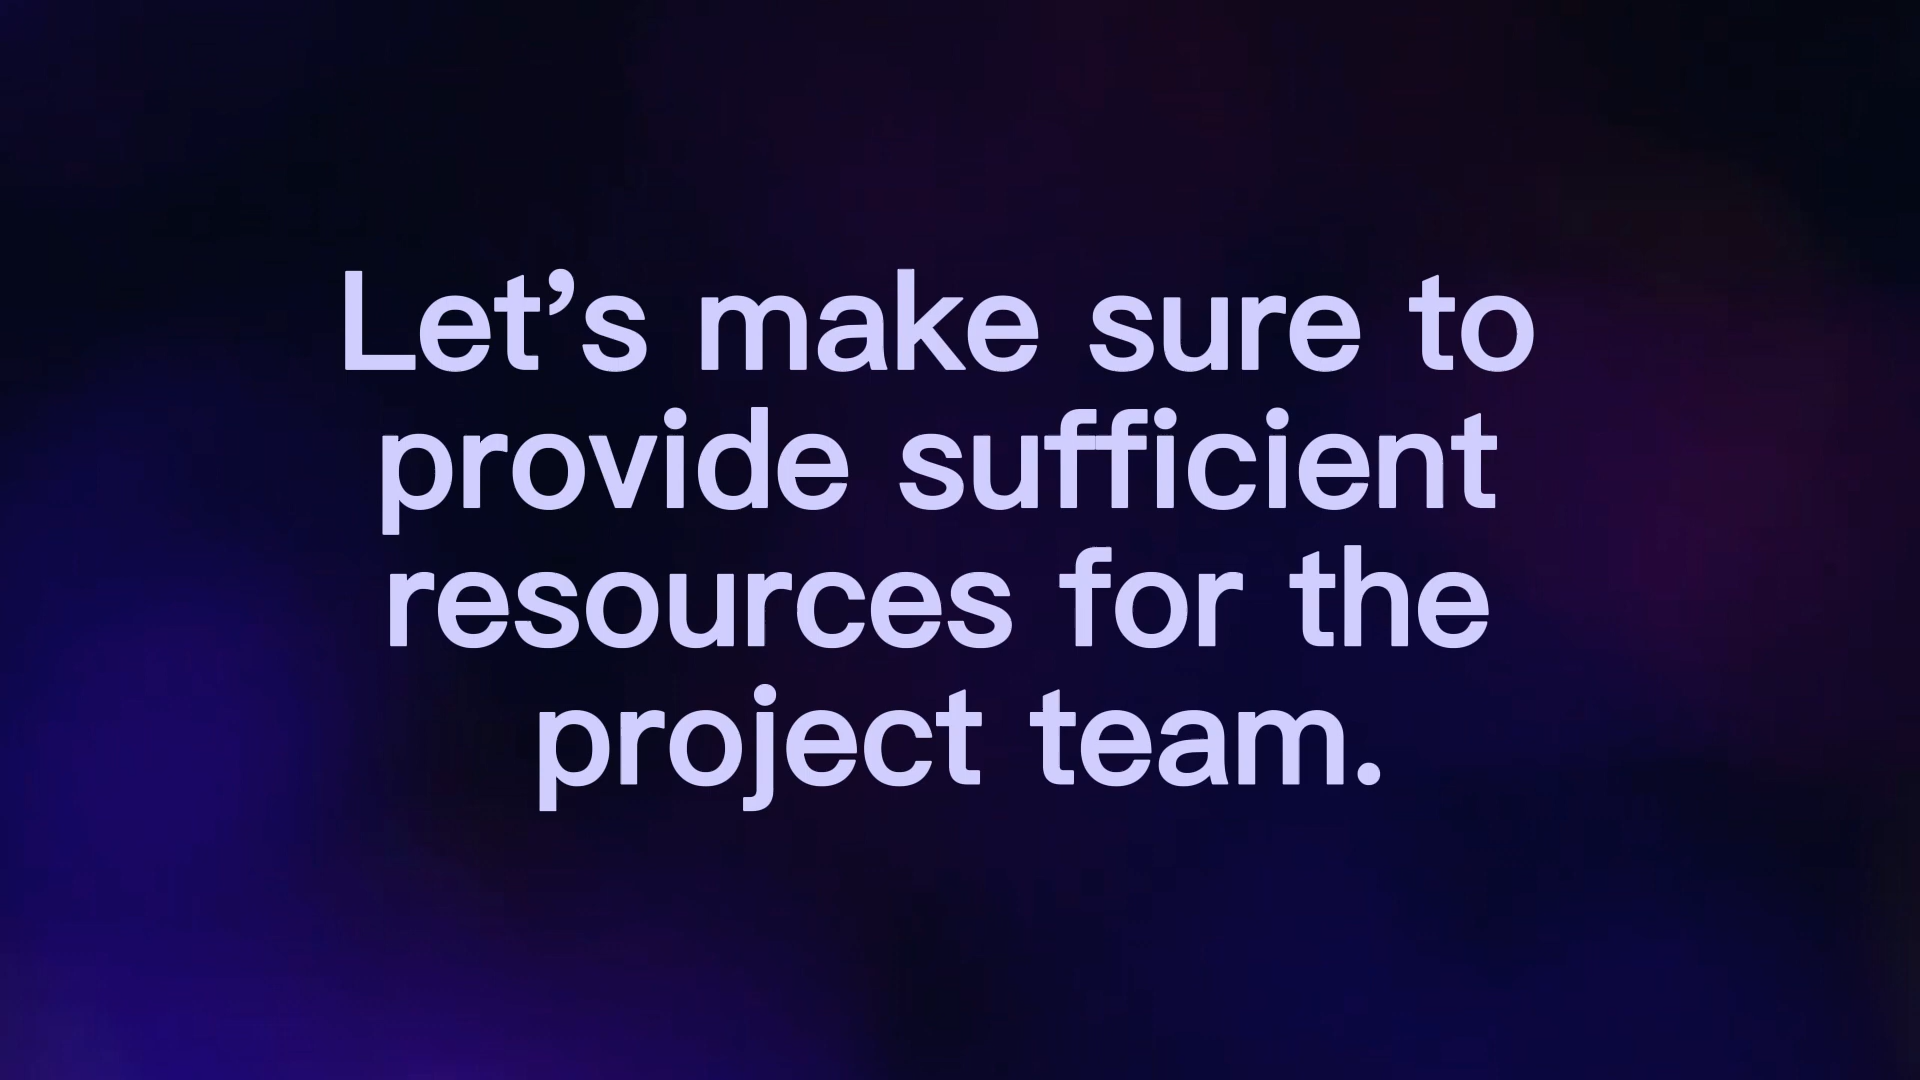 Let’s make sure to
provide sufficient
resources for the
project team.